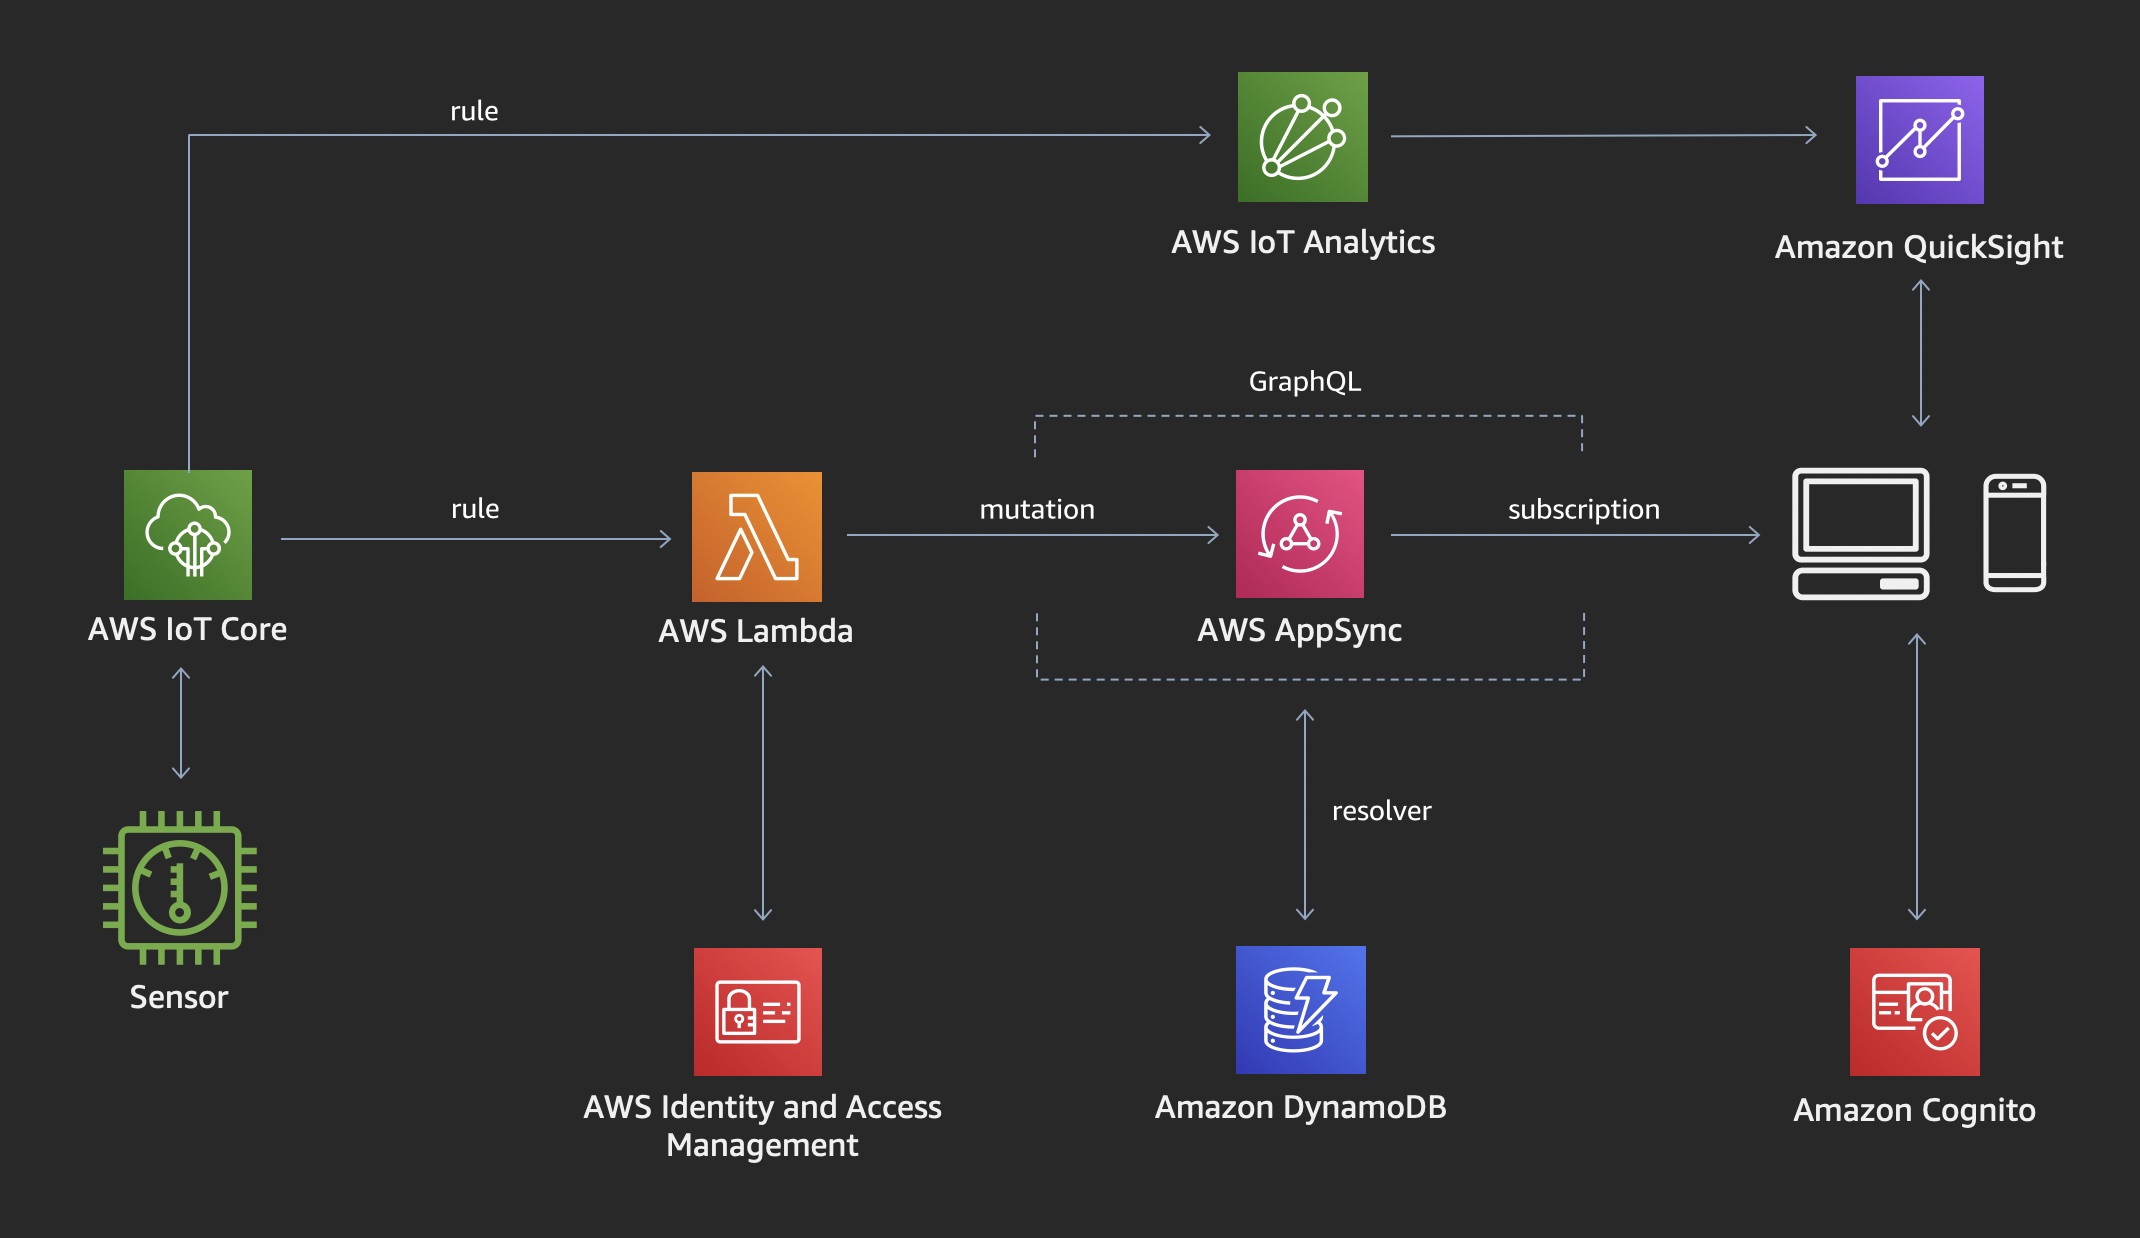 rule
AWS IoT Analytics
Amazon QuickSight
GraphQL
rule
mutation
subscription
AWS IoT Core
AWS Lambda
AWS AppSync
resolver
Sensor
AWS Identity and Access
Management
Amazon DynamoDB
Amazon Cognito